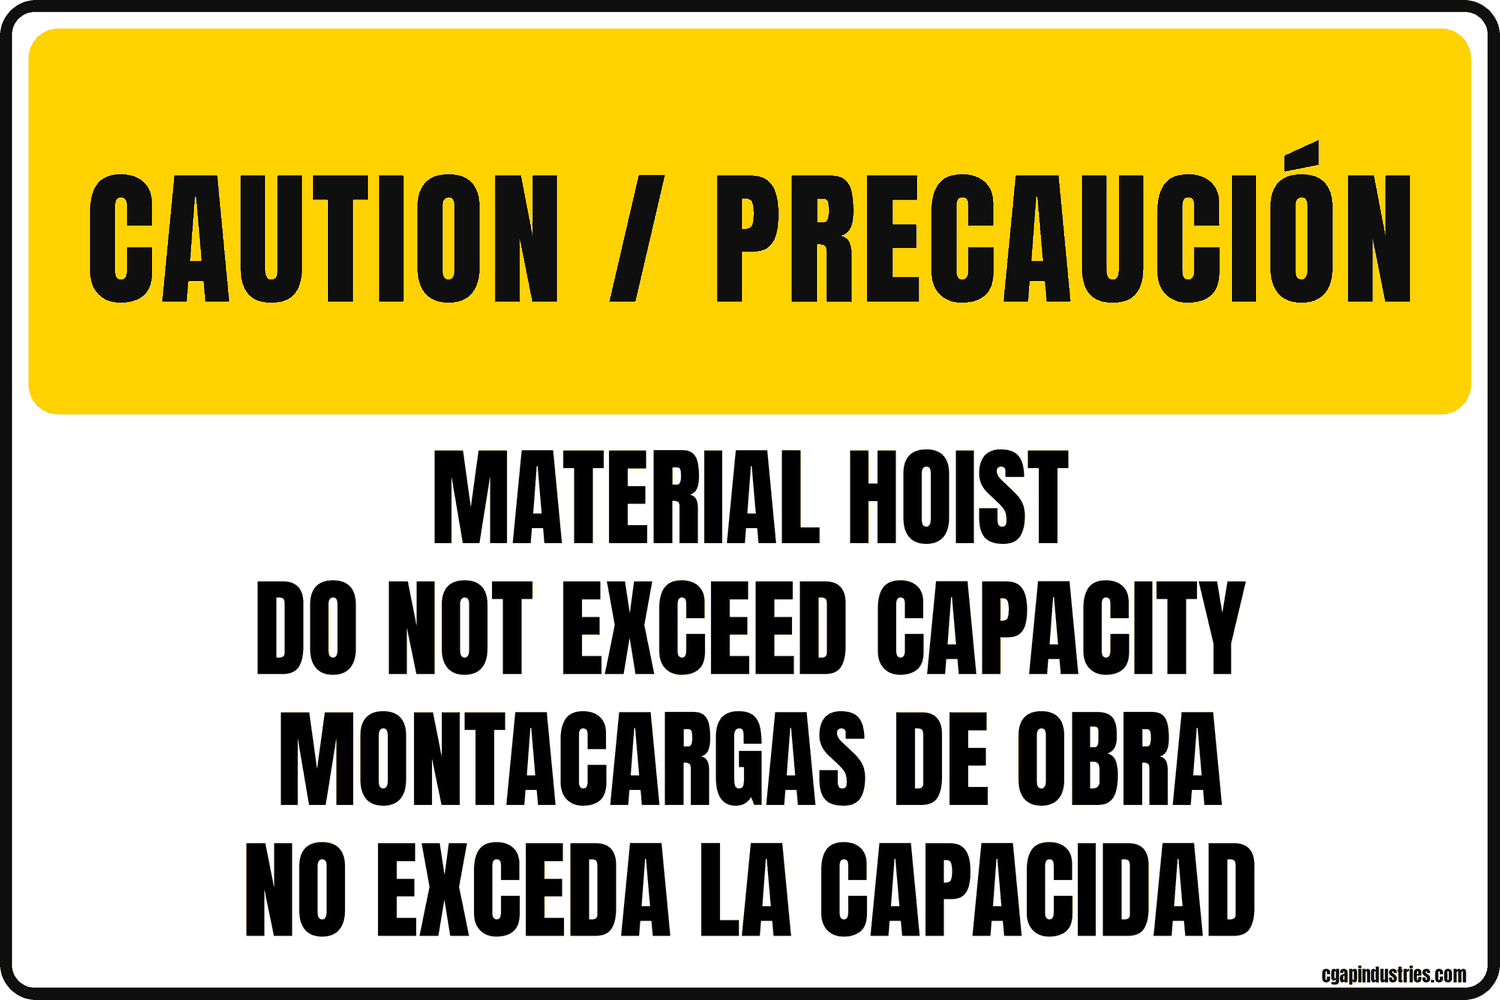 CAUTION / PRECAUCIÓN
MATERIAL HOIST
DO NOT EXCEED CAPACITY
MONTACARGAS DE OBRA
NO EXCEDA LA CAPACIDAD
cgapindustries.com